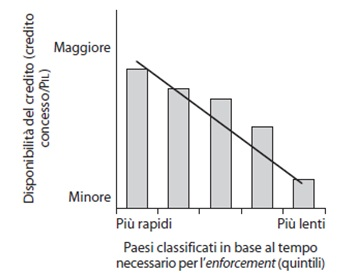 Disponibilità del credito (credito
concesso/PIL)
Maggiore
Minore
Più rapidi
Più lenti
Paesi classificati in base al tempo
necessario per l'enforcement (quintili)